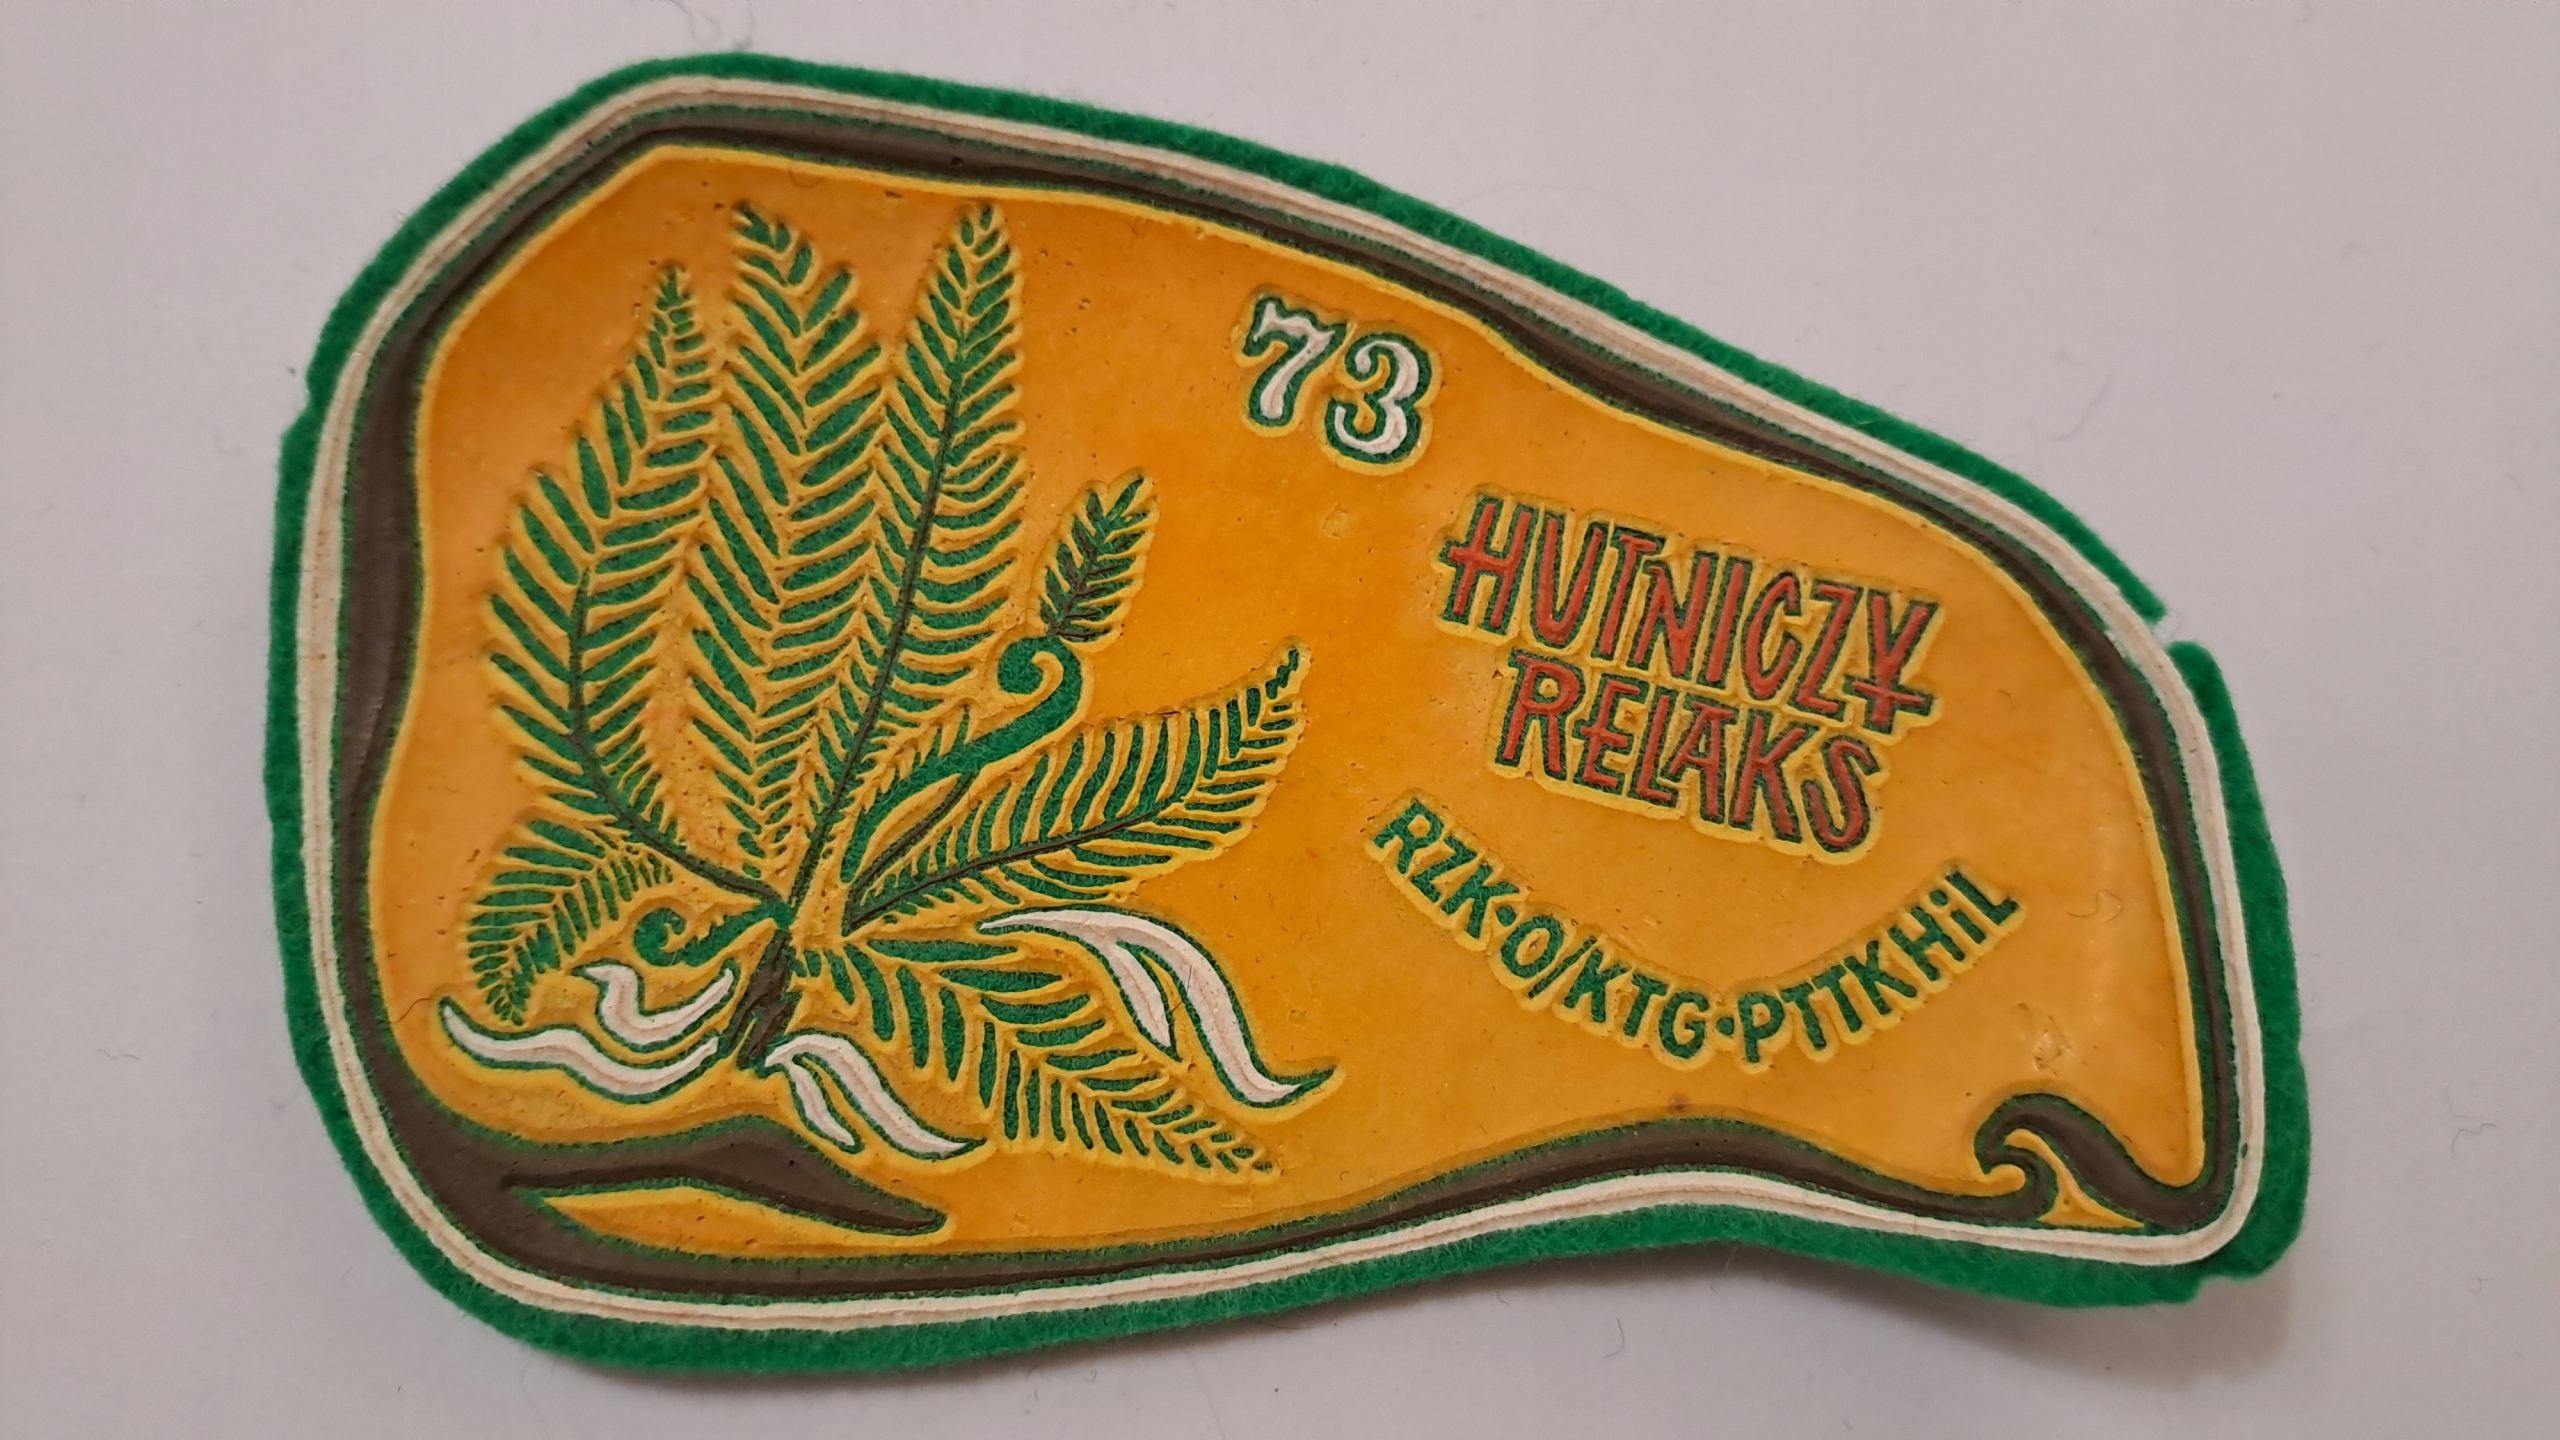 73
HUTNICZY
RELAKS
RZK•O/KTG•PTTK HiL